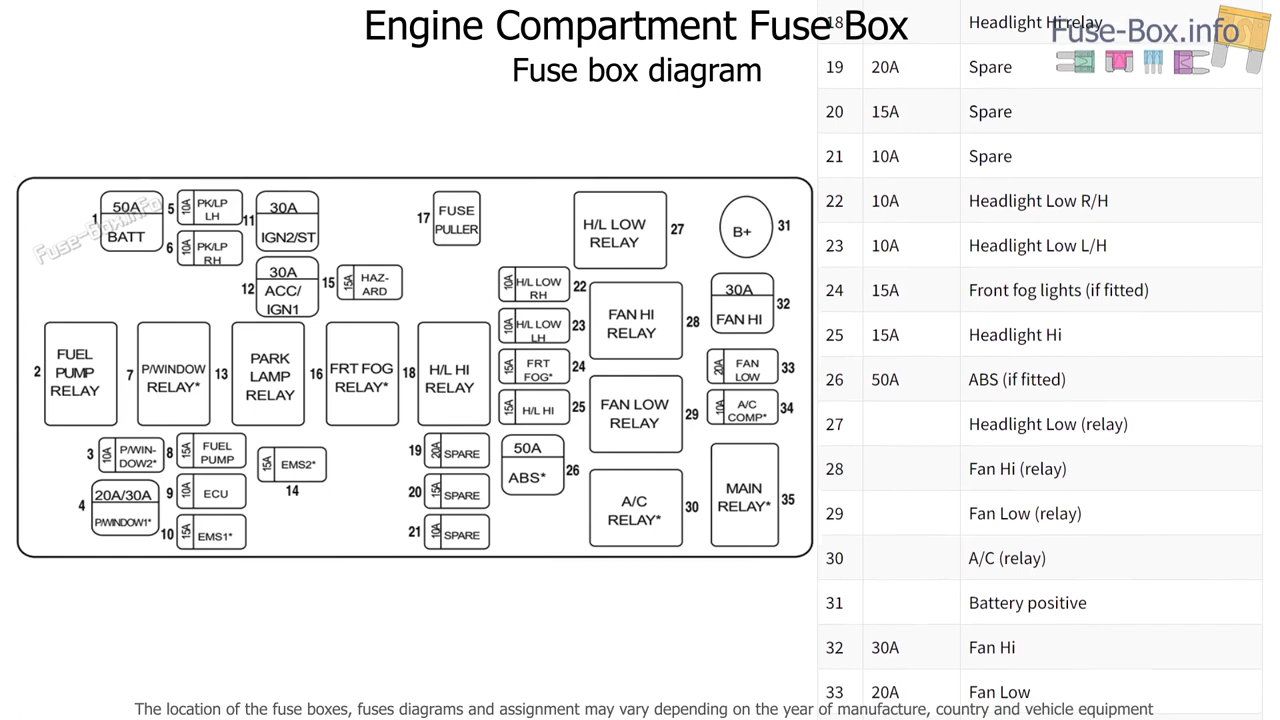 Engine Compartment Fuse Box
Fuse box diagram
Fuse-Box.info
Fuse-Box.info
1
50A
BATT
5
10A
PK/LP
LH
6
10A
PK/LP
RH
11
30A
IGN2/ST
12
30A
ACC/
IGN1
15
15A
HAZ-
ARD
17
FUSE
PULLER
H/L LOW
RELAY
27
B+
31
10A
H/L LOW
RH
22
10A
H/L LOW
LH
23
15A
FRT
FOG*
24
15A
H/L HI
25
FAN HI
RELAY
28
30A
FAN HI
32
20A
FAN
LOW
33
10A
A/C
COMP*
34
2
FUEL
PUMP
RELAY
7
P/WINDOW
RELAY*
13
PARK
LAMP
RELAY
16
FRT FOG
RELAY*
18
H/L HI
RELAY
FAN LOW
RELAY
29
3
10A
P/WIN-
DOW2*
8
15A
FUEL
PUMP
4
20A/30A
P/WINDOW1*
9
10A
ECU
10
15A
EMS1*
15A
EMS2*
14
19
20A
SPARE
20
15A
SPARE
21
10A
SPARE
50A
ABS*
26
A/C
RELAY*
30
MAIN
RELAY*
35
18 Headlight Hi relay
19 20A Spare
20 15A Spare
21 10A Spare
22 10A Headlight Low R/H
23 10A Headlight Low L/H
24 15A Front fog lights (if fitted)
25 15A Headlight Hi
26 50A ABS (if fitted)
27 Headlight Low (relay)
28 Fan Hi (relay)
29 Fan Low (relay)
30 A/C (relay)
31 Battery positive
32 30A Fan Hi
33 20A Fan Low
The location of the fuse boxes, fuses diagrams and assignment may vary depending on the year of manufacture, country and vehicle equipment